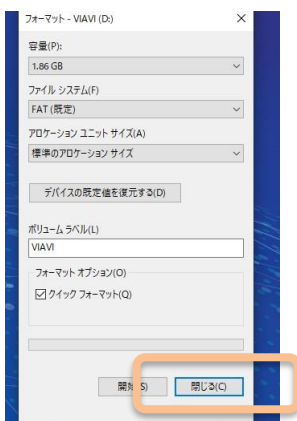 フォーマット - VIAVI (D:)
容量(P):
1.86 GB
ファイル システム(F)
FAT (既定)
アロケーション ユニット サイズ(A)
標準のアロケーション サイズ
デバイスの既定値を復元する(D)
ボリューム ラベル(L)
VIAVI
フォーマット オプション(O)
クイック フォーマット(Q)
開始(S) 閉じる(C)